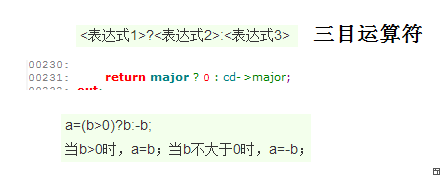 <表达式1>?<表达式2>:<表达式3> 三目运算符
00230:
00231: return major ? 0 : cd->major;
a=(b>0)?b:-b;
当b>0时，a=b；当b不大于0时，a=-b；